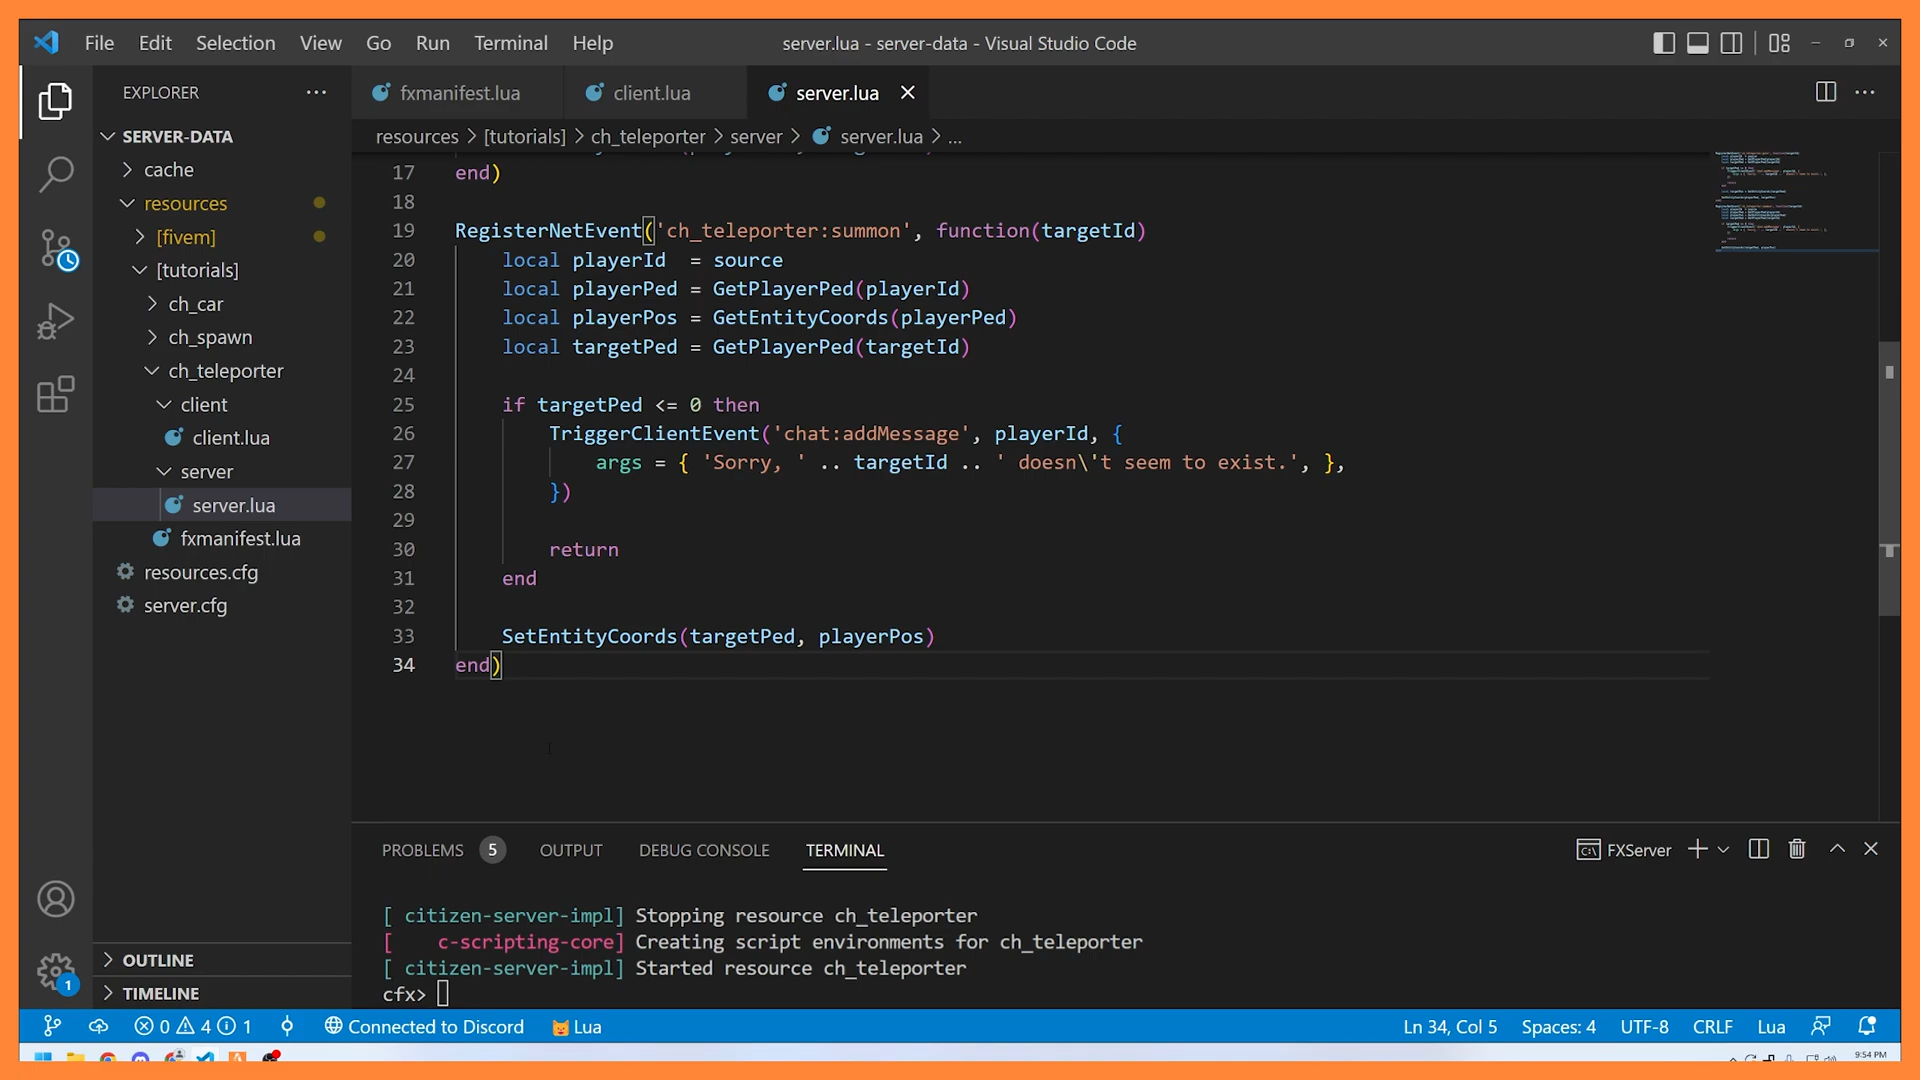 File Edit Selection View Go Run Terminal Help
server.lua - server-data - Visual Studio Code
EXPLORER
fxmanifest.lua
client.lua
server.lua
SERVER-DATA
cache
resources
[fivem]
[tutorials]
ch_car
ch_spawn
ch_teleporter
client
client.lua
server
server.lua
fxmanifest.lua
resources.cfg
server.cfg
OUTLINE
TIMELINE
resources > [tutorials] > ch_teleporter > server > server.lua > ...
17 end)
18
19 RegisterNetEvent('ch_teleporter:summon', function(targetId)
20 local playerId  = source
21 local playerPed = GetPlayerPed(playerId)
22 local playerPos = GetEntityCoords(playerPed)
23 local targetPed = GetPlayerPed(targetId)
24
25 if targetPed <= 0 then
26 TriggerClientEvent('chat:addMessage', playerId, {
27 args = { 'Sorry, ' .. targetId .. ' doesn\'t seem to exist.', },
28 })
29
30 return
31 end
32
33 SetEntityCoords(targetPed, playerPos)
34 end)
PROBLEMS 5 OUTPUT DEBUG CONSOLE TERMINAL
FXServer
[ citizen-server-impl] Stopping resource ch_teleporter
[    c-scripting-core] Creating script environments for ch_teleporter
[ citizen-server-impl] Started resource ch_teleporter
cfx>
1
0 4 1 Connected to Discord Lua
Ln 34, Col 5 Spaces: 4 UTF-8 CRLF Lua
9:54 PM